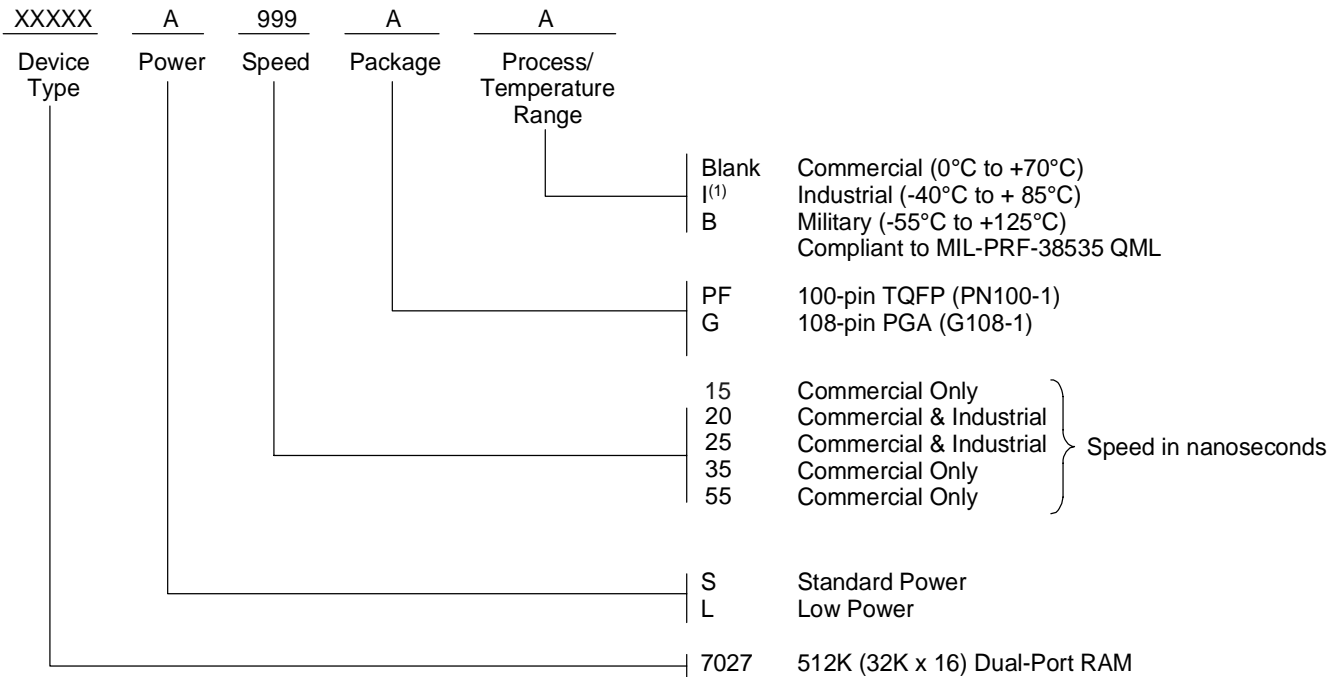 XXXXX A 999 A A
Device Type Power Speed Package Process/ Temperature Range
Blank Commercial (0°C to +70°C)
I(1) Industrial (-40°C to + 85°C)
B Military (-55°C to +125°C)
Compliant to MIL-PRF-38535 QML
PF 100-pin TQFP (PN100-1)
G 108-pin PGA (G108-1)
15 Commercial Only
20 Commercial & Industrial
25 Commercial & Industrial
35 Commercial Only
55 Commercial Only
Speed in nanoseconds
S Standard Power
L Low Power
7027 512K (32K x 16) Dual-Port RAM